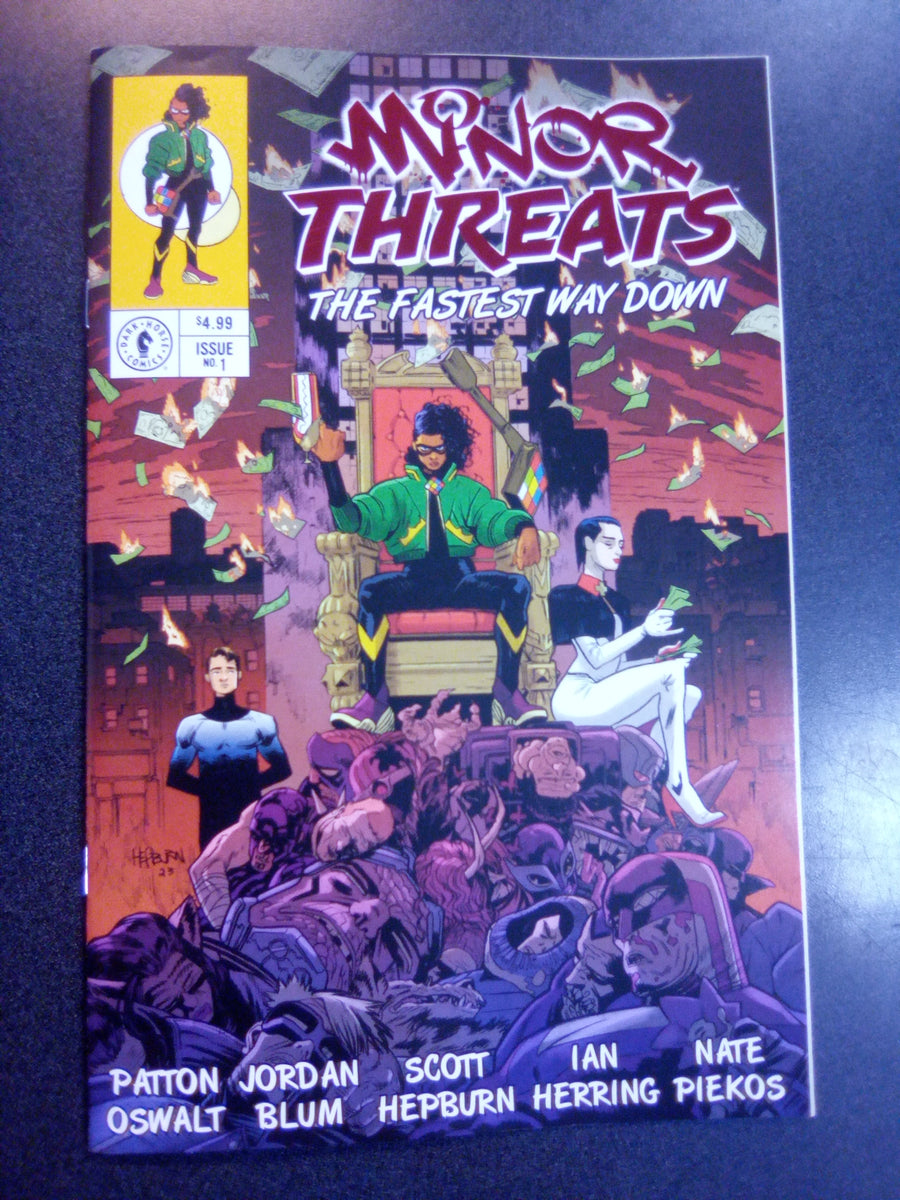 MINOR
THREATS
THE FASTEST WAY DOWN
DARK HORSE COMICS
$4.99
ISSUE
NO. 1
HEPBURN
23
PATTON OSWALT
JORDAN BLUM
SCOTT HEPBURN
IAN HERRING
NATE PIEKOS